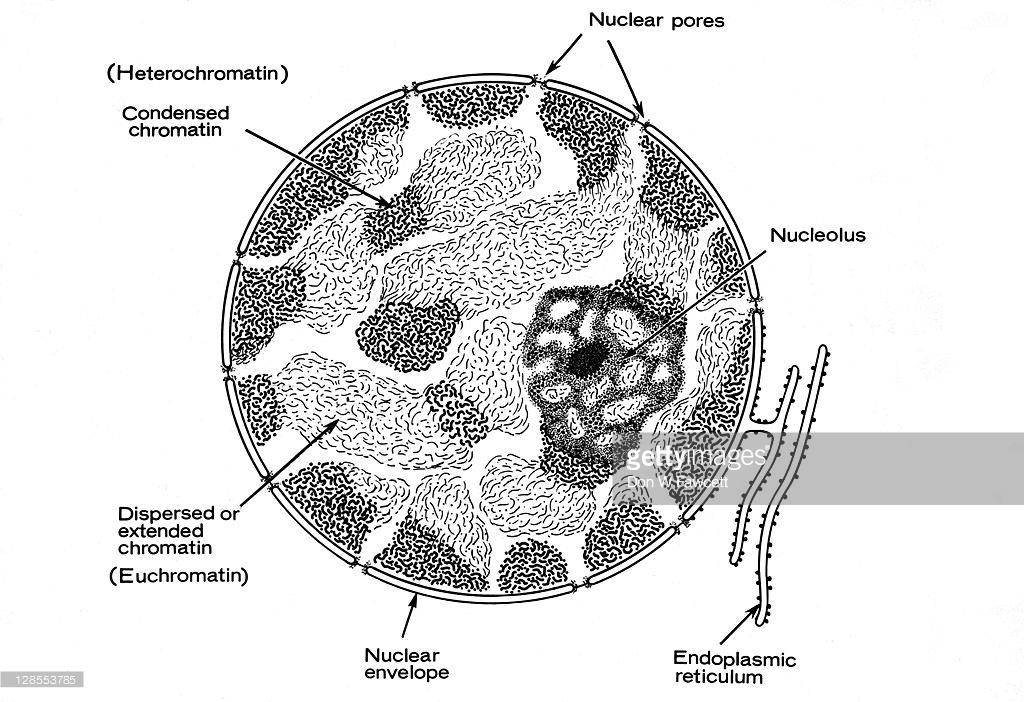 Nuclear pores
(Heterochromatin)
Condensed
chromatin
Nucleolus
gettyimages
Don W Fawcett
Dispersed or
extended
chromatin
(Euchromatin)
Nuclear
envelope
Endoplasmic
reticulum
128553785